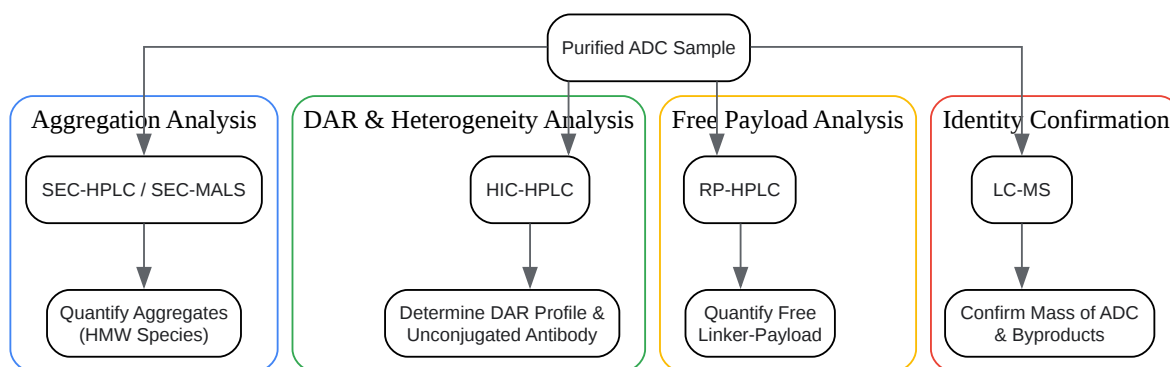 Purified ADC Sample
Aggregation Analysis
DAR & Heterogeneity Analysis
Free Payload Analysis
Identity Confirmation
SEC-HPLC / SEC-MALS
HIC-HPLC
RP-HPLC
LC-MS
Quantify Aggregates
(HMW Species)
Determine DAR Profile &
Unconjugated Antibody
Quantify Free
Linker-Payload
Confirm Mass of ADC
& Byproducts